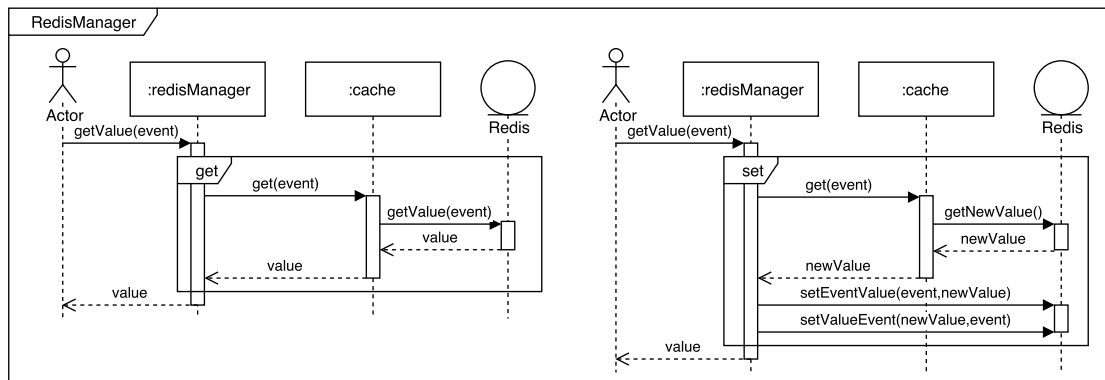 RedisManager
:redisManager
:cache
Actor
Redis
getValue(event)
get
get(event)
getValue(event)
value
value
value
:redisManager
:cache
Actor
Redis
getValue(event)
set
get(event)
getNewValue()
newValue
newValue
setEventValue(event,newValue)
setValueEvent(newValue,event)
value